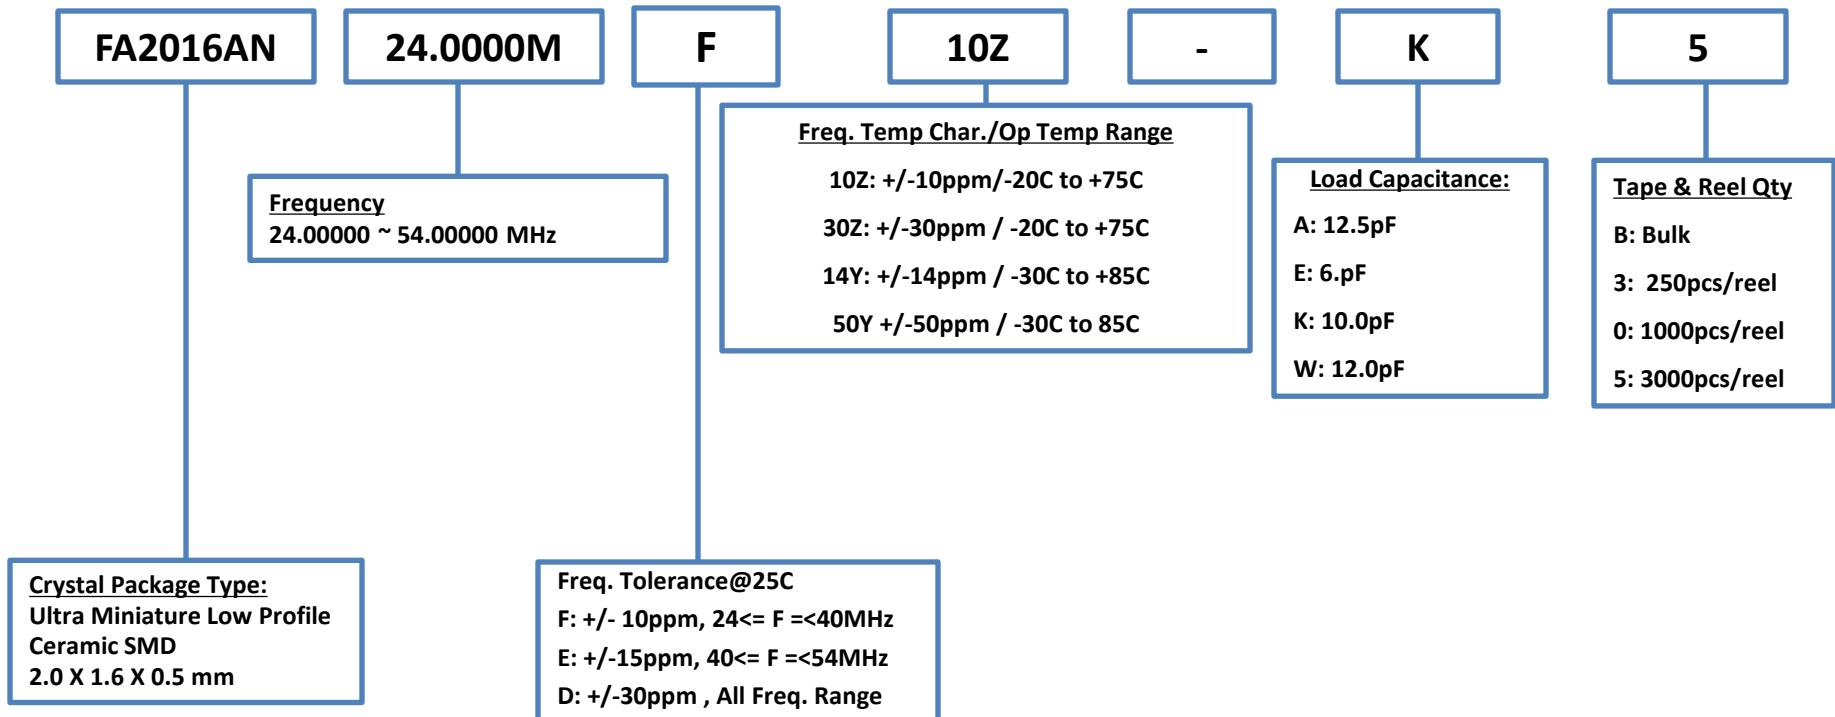 FA2016AN 24.0000M F 10Z - K 5
Freq. Temp Char./Op Temp Range
10Z: +/-10ppm/-20C to +75C
30Z: +/-30ppm / -20C to +75C
14Y: +/-14ppm / -30C to +85C
50Y +/-50ppm / -30C to 85C
Frequency
24.00000 ~ 54.00000 MHz
Load Capacitance:
A: 12.5pF
E: 6.pF
K: 10.0pF
W: 12.0pF
Tape & Reel Qty
B: Bulk
3: 250pcs/reel
0: 1000pcs/reel
5: 3000pcs/reel
Crystal Package Type:
Ultra Miniature Low Profile
Ceramic SMD
2.0 X 1.6 X 0.5 mm
Freq. Tolerance@25C
F: +/- 10ppm, 24<= F =<40MHz
E: +/-15ppm, 40<= F =<54MHz
D: +/-30ppm , All Freq. Range